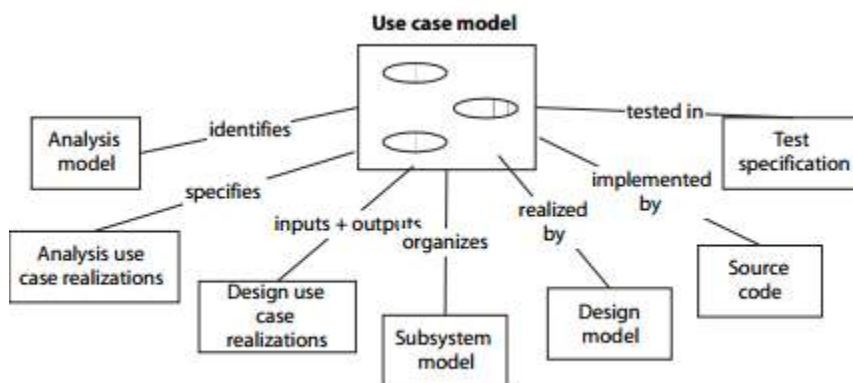 Use case model
identifies
tested in
Analysis
model
Test
specification
specifies
implemented
by
inputs + outputs
organizes
realized
by
Analysis use
case realizations
Design use
case
realizations
Subsystem
model
Design
model
Source
code